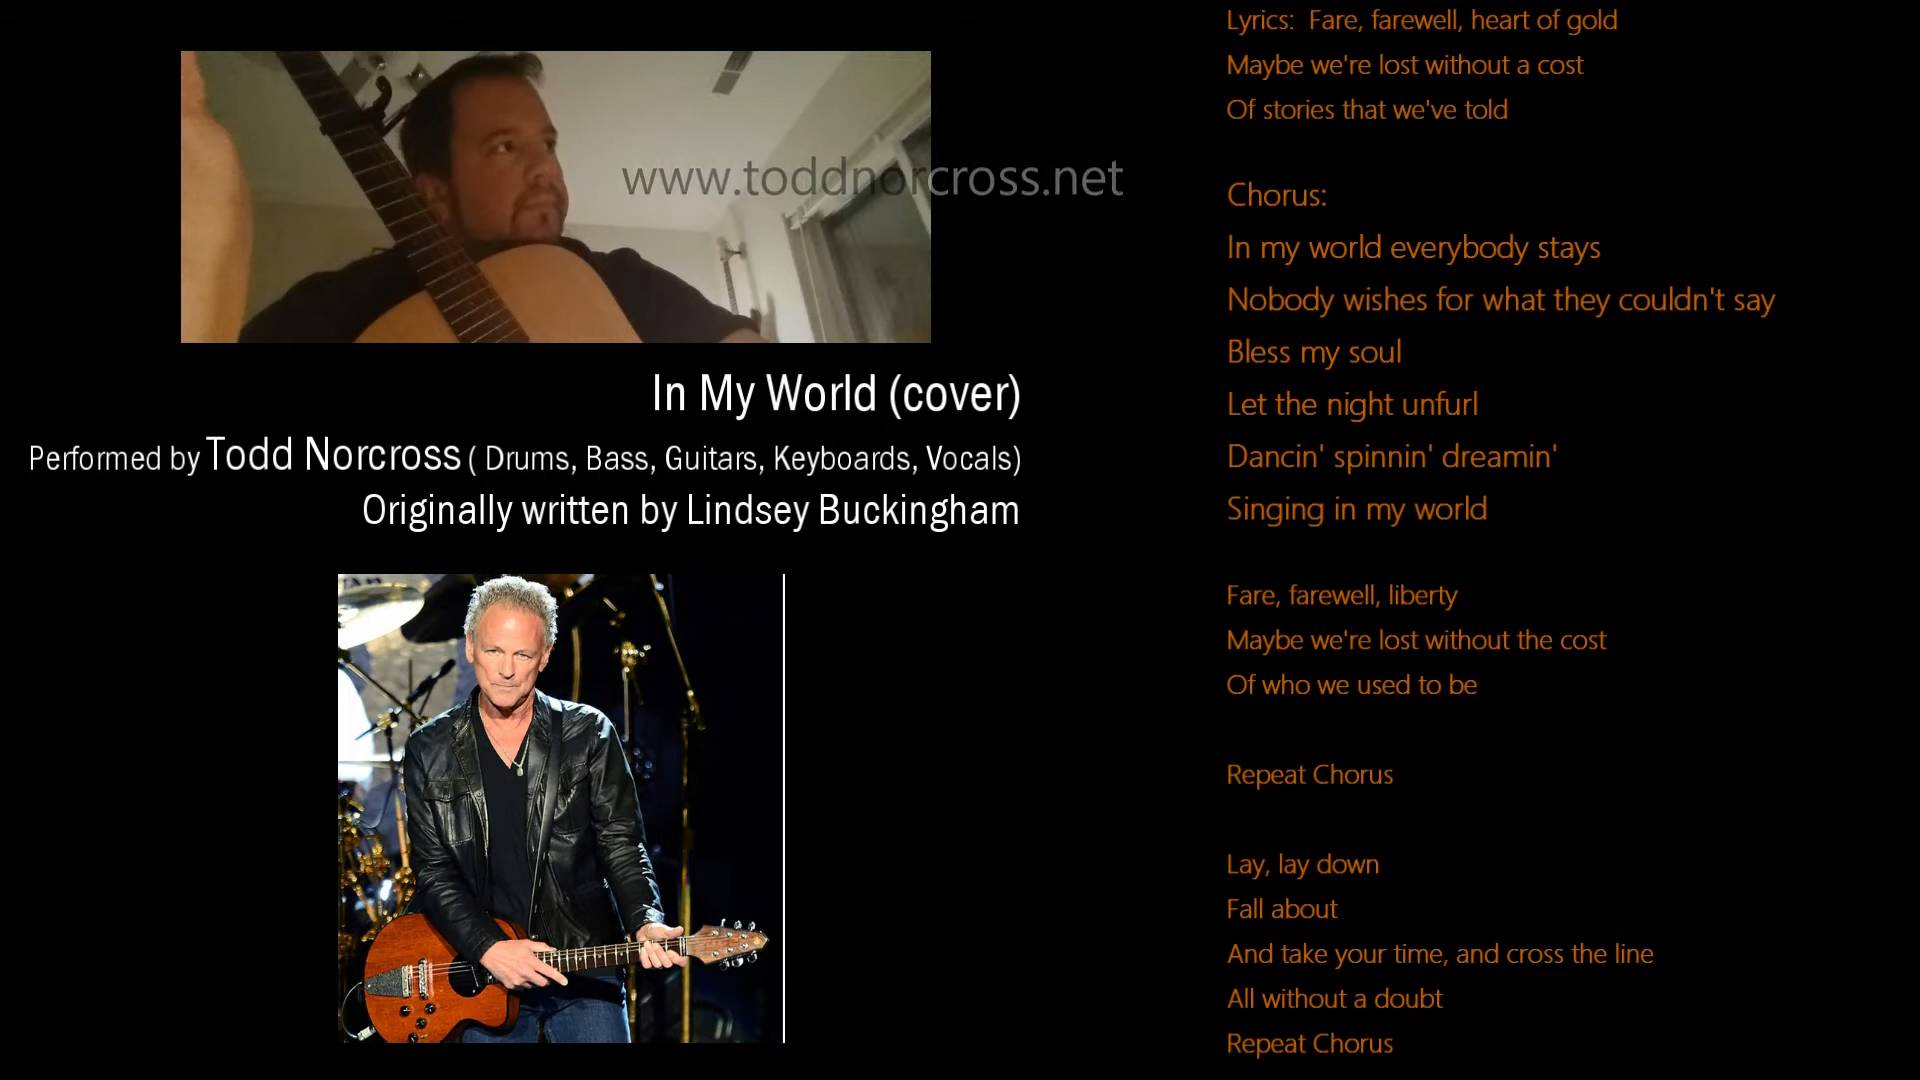 www.toddnorcross.net
In My World (cover)
Performed by Todd Norcross ( Drums, Bass, Guitars, Keyboards, Vocals)
Originally written by Lindsey Buckingham
Lyrics:  Fare, farewell, heart of gold
Maybe we're lost without a cost
Of stories that we've told
Chorus:
In my world everybody stays
Nobody wishes for what they couldn't say
Bless my soul
Let the night unfurl
Dancin' spinnin' dreamin'
Singing in my world
Fare, farewell, liberty
Maybe we're lost without the cost
Of who we used to be
Repeat Chorus
Lay, lay down
Fall about
And take your time, and cross the line
All without a doubt
Repeat Chorus